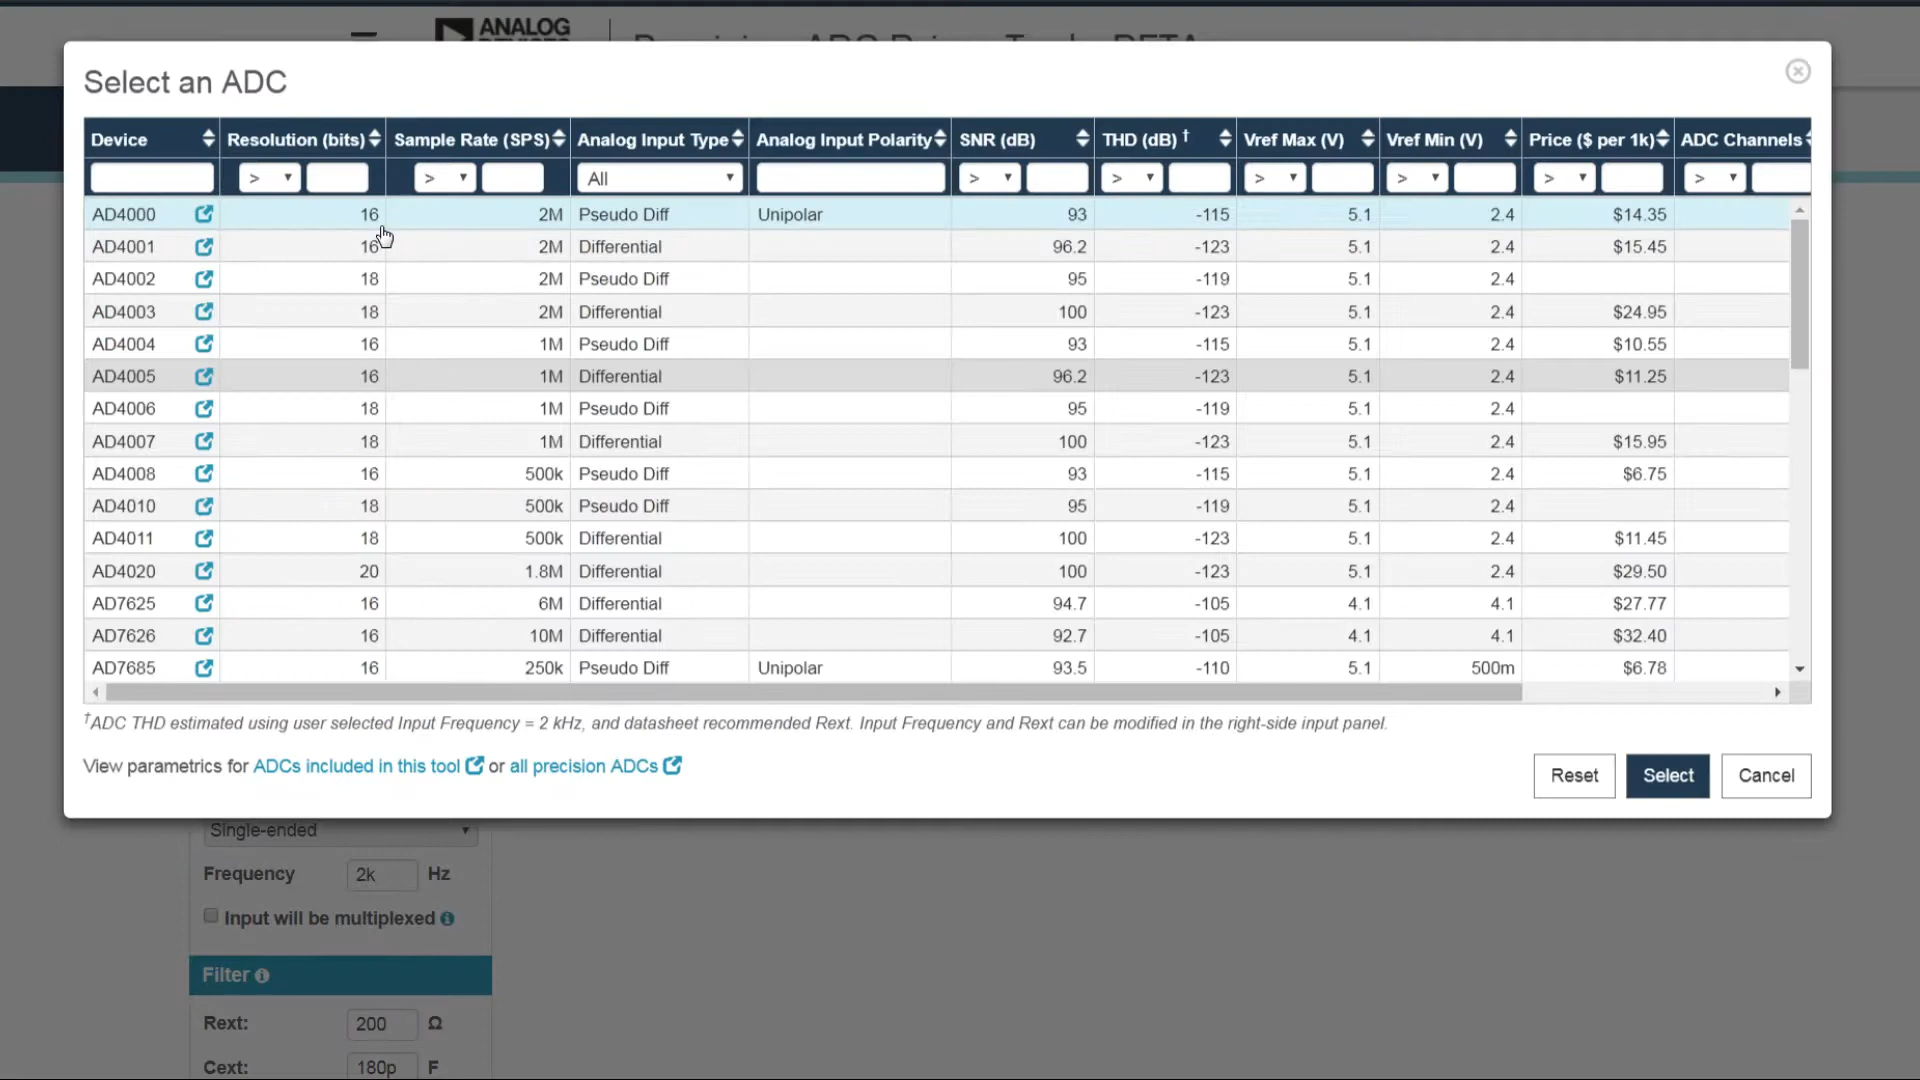 ANALOG
Select an ADC
Device Resolution (bits) Sample Rate (SPS) Analog Input Type Analog Input Polarity SNR (dB) THD (dB) † Vref Max (V) Vref Min (V) Price ($ per 1k) ADC Channels
> > All > > > > > >
AD4000 16 2M Pseudo Diff Unipolar 93 -115 5.1 2.4 $14.35
AD4001 16 2M Differential 96.2 -123 5.1 2.4 $15.45
AD4002 18 2M Pseudo Diff 95 -119 5.1 2.4
AD4003 18 2M Differential 100 -123 5.1 2.4 $24.95
AD4004 16 1M Pseudo Diff 93 -115 5.1 2.4 $10.55
AD4005 16 1M Differential 96.2 -123 5.1 2.4 $11.25
AD4006 18 1M Pseudo Diff 95 -119 5.1 2.4
AD4007 18 1M Differential 100 -123 5.1 2.4 $15.95
AD4008 16 500k Pseudo Diff 93 -115 5.1 2.4 $6.75
AD4010 18 500k Pseudo Diff 95 -119 5.1 2.4
AD4011 18 500k Differential 100 -123 5.1 2.4 $11.45
AD4020 20 1.8M Differential 100 -123 5.1 2.4 $29.50
AD7625 16 6M Differential 94.7 -105 4.1 4.1 $27.77
AD7626 16 10M Differential 92.7 -105 4.1 4.1 $32.40
AD7685 16 250k Pseudo Diff Unipolar 93.5 -110 5.1 500m $6.78
†ADC THD estimated using user selected Input Frequency = 2 kHz, and datasheet recommended Rext. Input Frequency and Rext can be modified in the right-side input panel.
View parametrics for ADCs included in this tool or all precision ADCs
Reset Select Cancel
Single-ended
Frequency 2k Hz
Input will be multiplexed
Filter
Rext: 200 Ω
Cext: 180p F